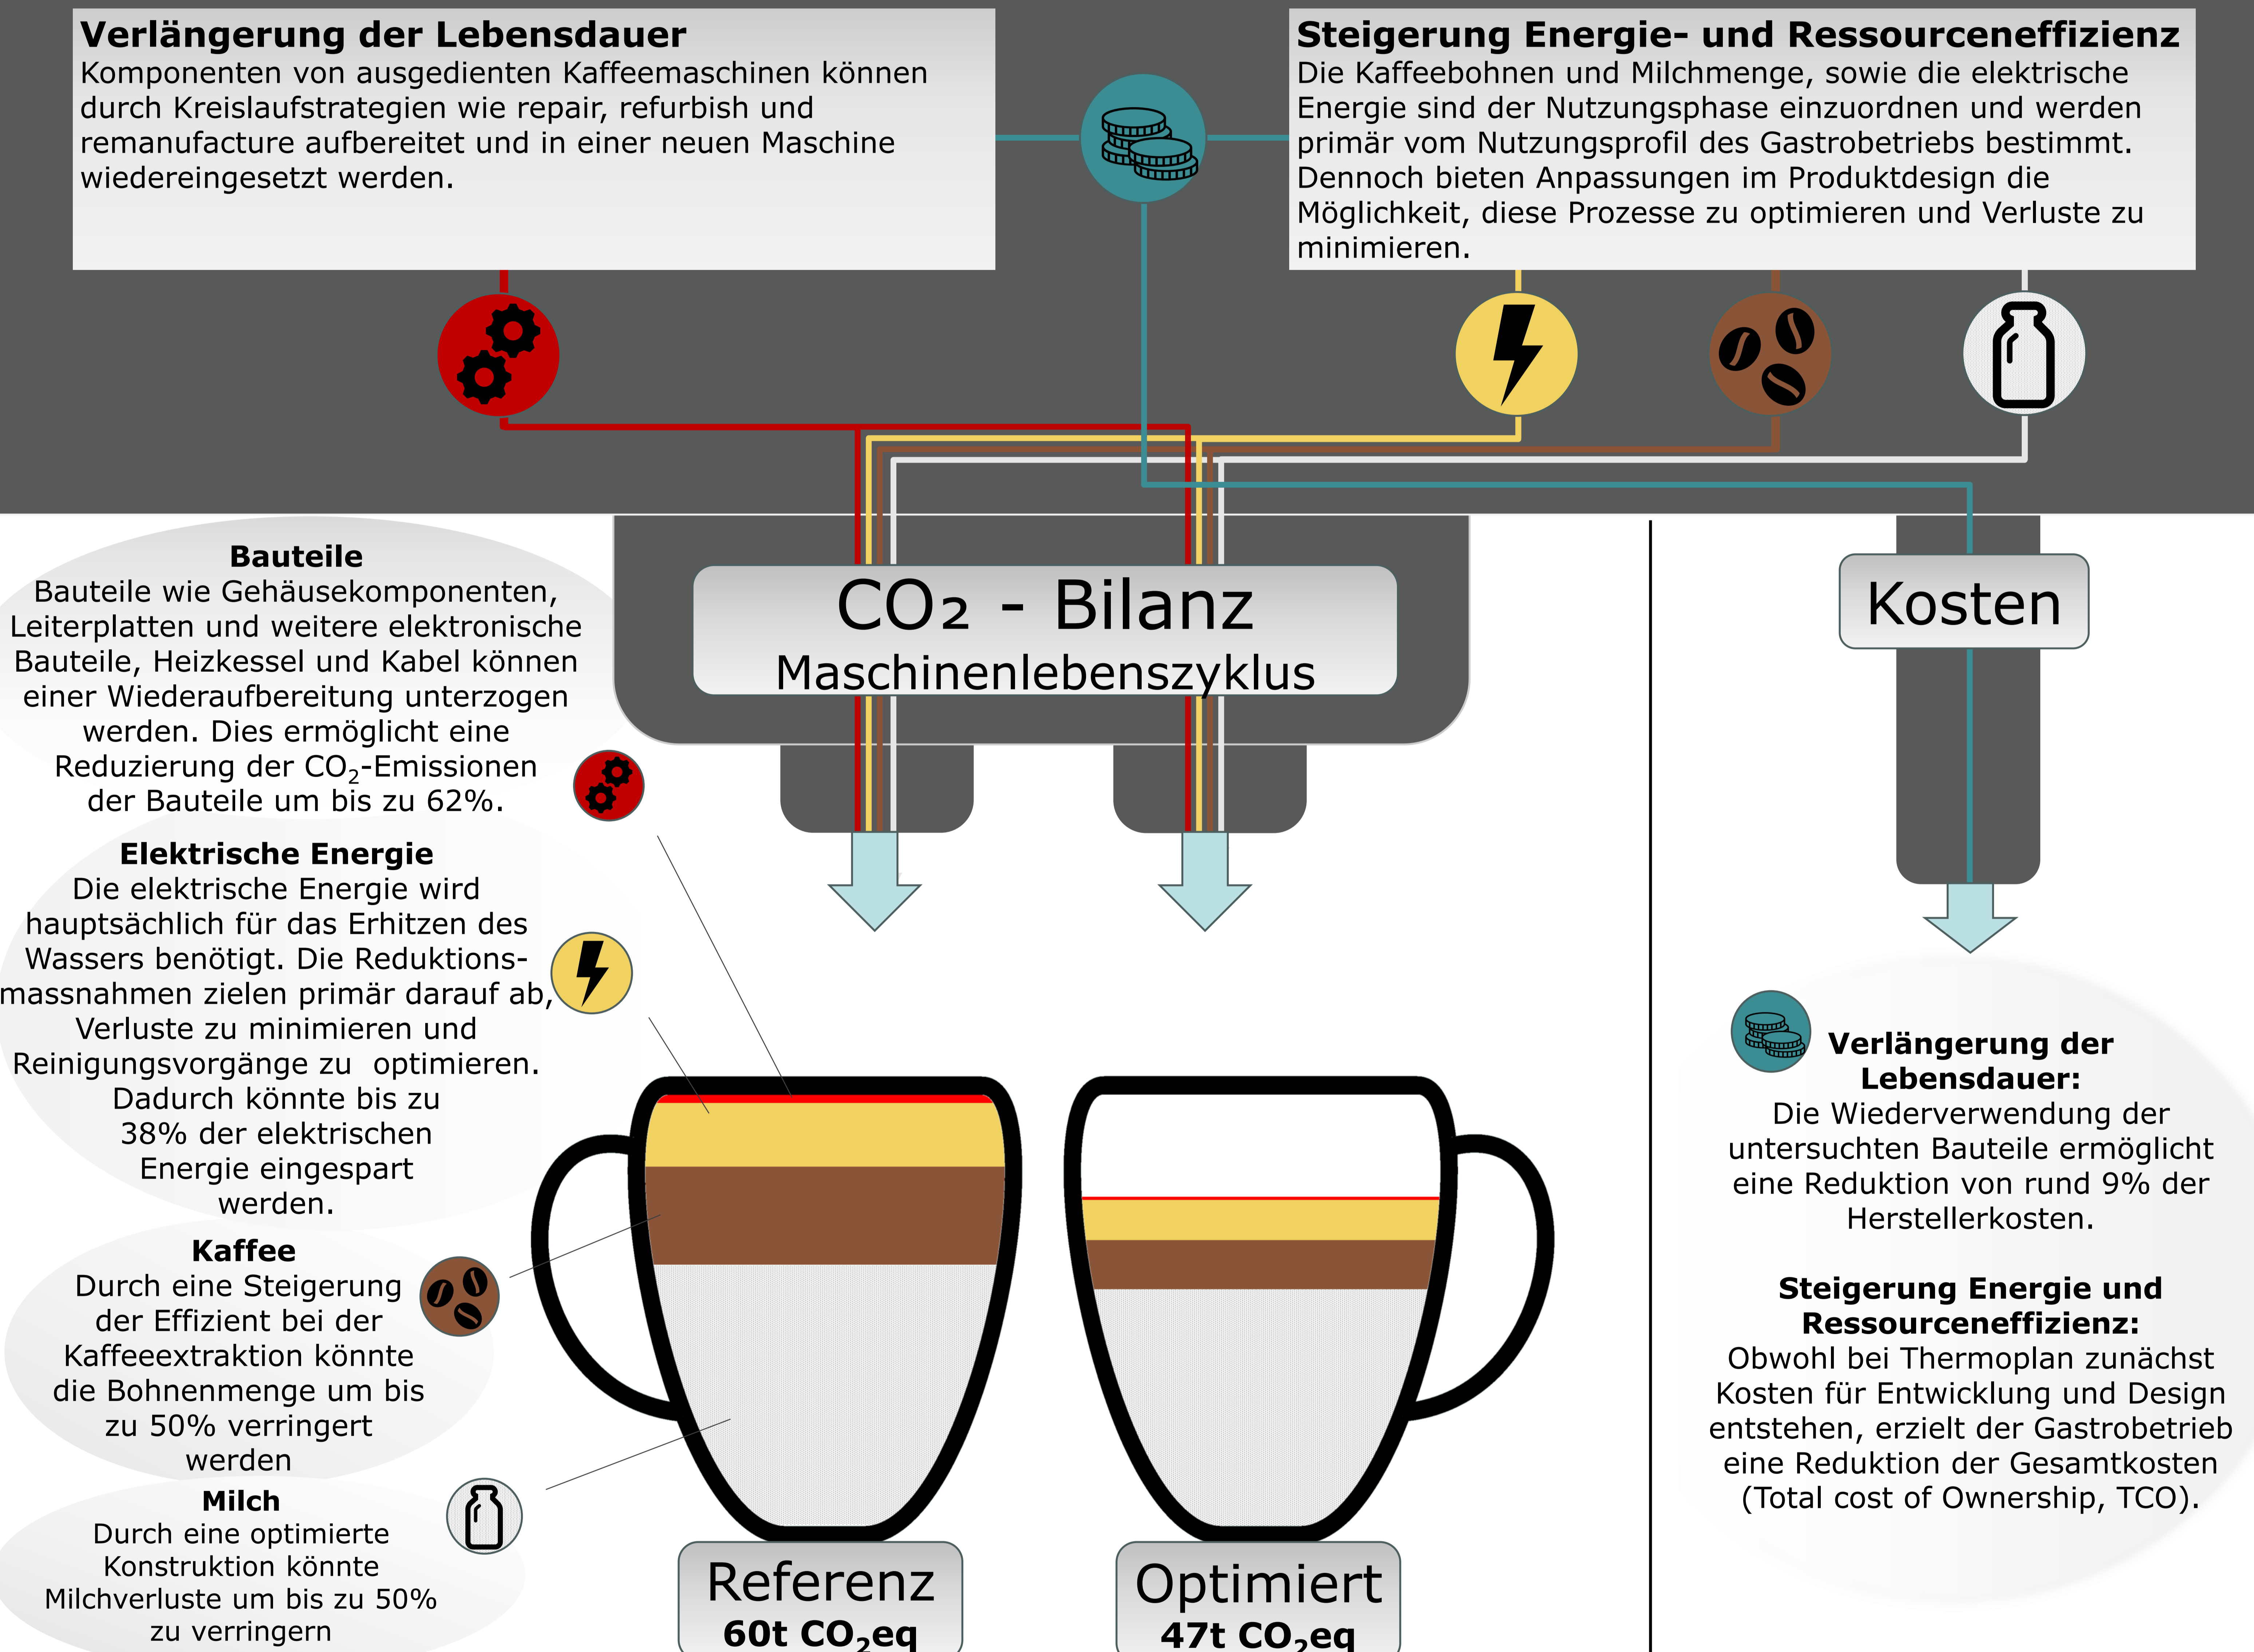 Verlängerung der Lebensdauer
Komponenten von ausgedienten Kaffeemaschinen können
durch Kreislaufstrategien wie repair, refurbish und
remanufacture aufbereitet und in einer neuen Maschine
wiedereingesetzt werden.
Steigerung Energie- und Ressourceneffizienz
Die Kaffeebohnen und Milchmenge, sowie die elektrische
Energie sind der Nutzungsphase einzuordnen und werden
primär vom Nutzungsprofil des Gastrobetriebs bestimmt.
Dennoch bieten Anpassungen im Produktdesign die
Möglichkeit, diese Prozesse zu optimieren und Verluste zu
minimieren.
CO₂ - Bilanz
Maschinenlebenszyklus
Kosten
Bauteile
Bauteile wie Gehäusekomponenten,
Leiterplatten und weitere elektronische
Bauteile, Heizkessel und Kabel können
einer Wiederaufbereitung unterzogen
werden. Dies ermöglicht eine
Reduzierung der CO₂-Emissionen
der Bauteile um bis zu 62%.
Elektrische Energie
Die elektrische Energie wird
hauptsächlich für das Erhitzen des
Wassers benötigt. Die Reduktions-
massnahmen zielen primär darauf ab,
Verluste zu minimieren und
Reinigungsvorgänge zu optimieren.
Dadurch könnte bis zu
38% der elektrischen
Energie eingespart
werden.
Kaffee
Durch eine Steigerung
der Effizient bei der
Kaffeeextraktion könnte
die Bohnenmenge um bis
zu 50% verringert
werden
Milch
Durch eine optimierte
Konstruktion könnte
Milchverluste um bis zu 50%
zu verringern
Referenz
60t CO₂eq
Optimiert
47t CO₂eq
Verlängerung der
Lebensdauer:
Die Wiederverwendung der
untersuchten Bauteile ermöglicht
eine Reduktion von rund 9% der
Herstellerkosten.
Steigerung Energie und
Ressourceneffizienz:
Obwohl bei Thermoplan zunächst
Kosten für Entwicklung und Design
entstehen, erzielt der Gastrobetrieb
eine Reduktion der Gesamtkosten
(Total cost of Ownership, TCO).